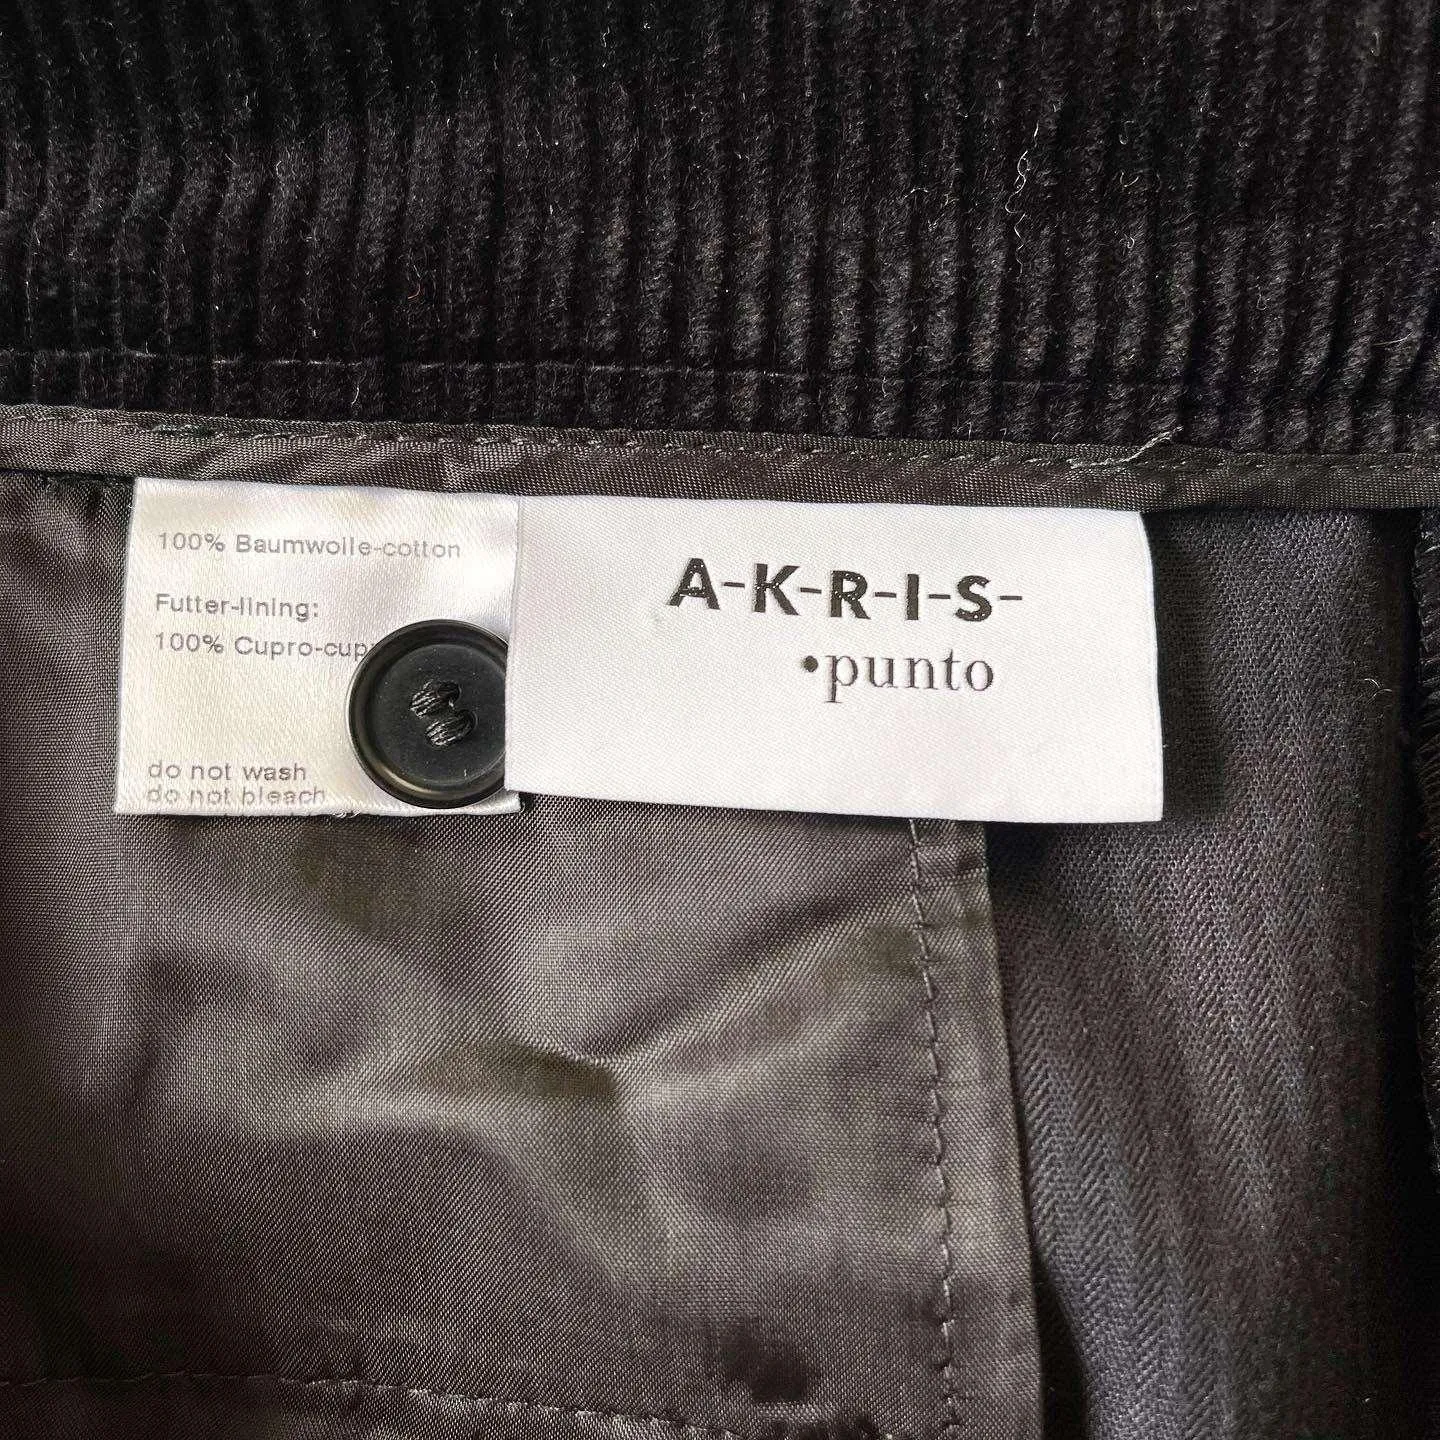 100% Baumwolle-cotton
Futter-lining:
100% Cupro-cup
do not wash
do not bleach
A-K-R-I-S-
•punto